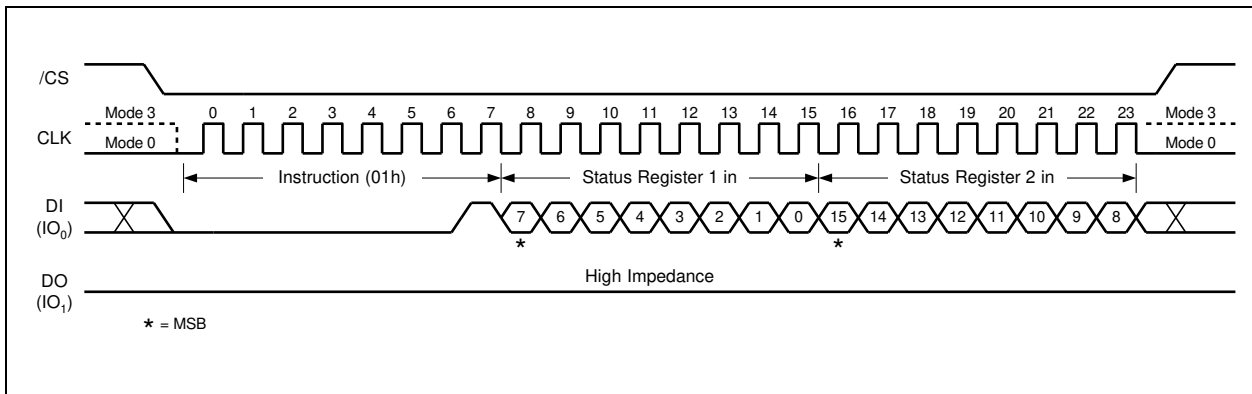 /CS
Mode 3 0 1 2 3 4 5 6 7 8 9 10 11 12 13 14 15 16 17 18 19 20 21 22 23 Mode 3
CLK
Mode 0 Mode 0
Instruction (01h) Status Register 1 in Status Register 2 in
DI
(IO0)
7 6 5 4 3 2 1 0 15 14 13 12 11 10 9 8
* *
High Impedance
DO
(IO1)
* = MSB